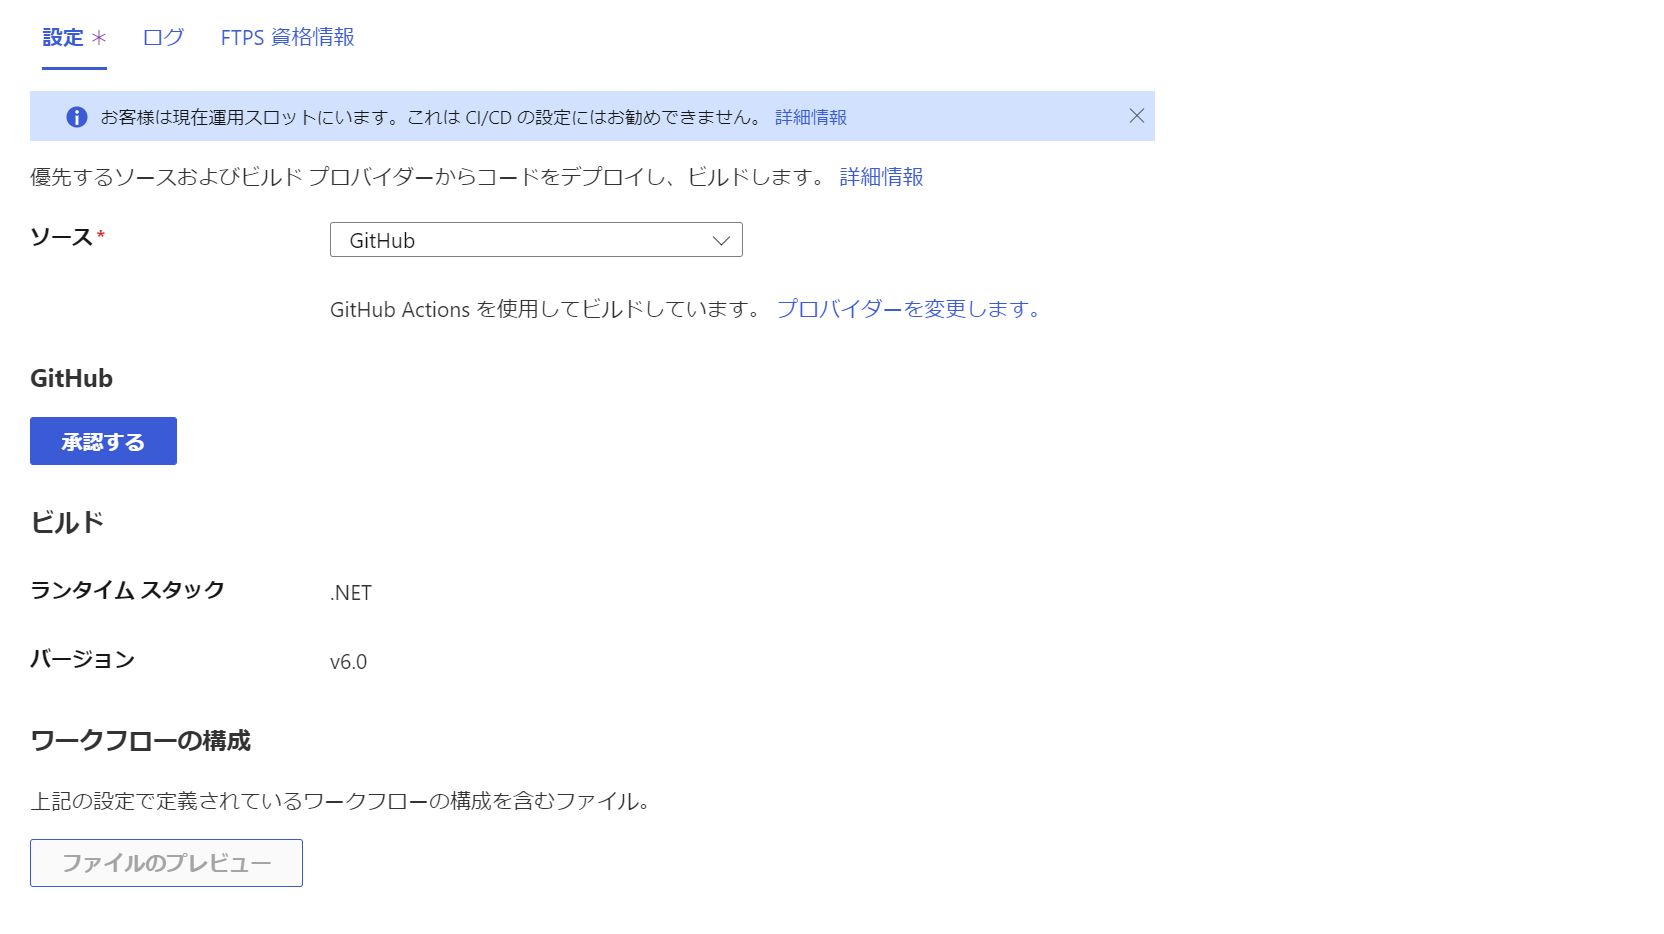 設定 * ログ FTPS 資格情報
お客様は現在運用スロットにいます。これは CI/CD の設定にはお勧めできません。 詳細情報
優先するソースおよびビルド プロバイダーからコードをデプロイし、ビルドします。 詳細情報
ソース* GitHub
GitHub Actions を使用してビルドしています。 プロバイダーを変更します。
GitHub
承認する
ビルド
ランタイム スタック .NET
バージョン v6.0
ワークフローの構成
上記の設定で定義されているワークフローの構成を含むファイル。
ファイルのプレビュー